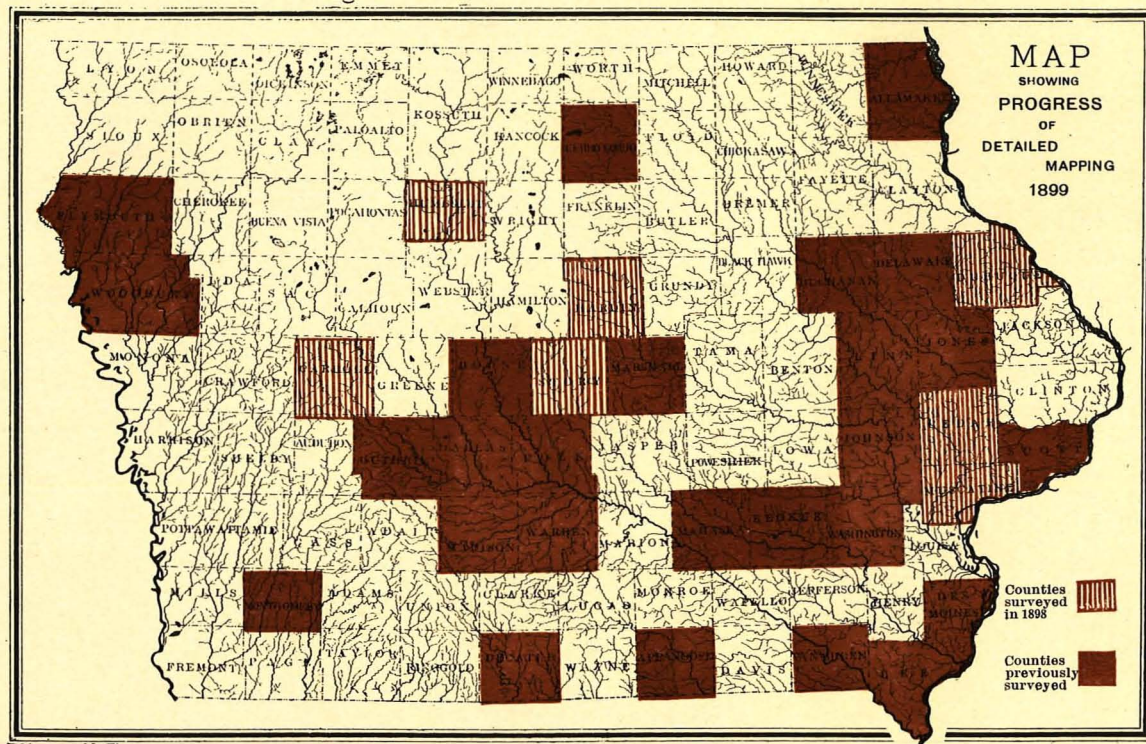 MAP
SHOWING
PROGRESS
OF
DETAILED
MAPPING
1899
LYON
OSCEOLA
DICKINSON
EMMET
WINNEBAGO
WORTH
MITCHELL
HOWARD
WINNESHIEK
ALLAMAKEE
SIOUX
OBRIEN
CLAY
PALOALTO
KOSSUTH
HANCOCK
FLOYD
CHICKASAW
FAYETTE
CLAYTON
PLYMOUTH
CHEROKEE
BUENA VISTA
POCAHONTAS
WRIGHT
FRANKLIN
BUTLER
BREMER
WOODBURY
IDA
SAC
CALHOUN
WEBSTER
HAMILTON
HARDIN
GRUNDY
BLACK HAWK
BUCHANAN
DELAWARE
DUBUQUE
MONONA
CRAWFORD
CARROLL
GREENE
BOONE
STORY
MARSHALL
TAMA
BENTON
LINN
JONES
JACKSON
CLINTON
HARRISON
SHELBY
AUDUBON
GUTHRIE
DALLAS
POLK
JASPER
POWESHIEK
IOWA
JOHNSON
CEDAR
SCOTT
POTTAWATTAMIE
CASS
ADAIR
MADISON
WARREN
MARION
MAHASKA
KEOKUK
WASHINGTON
LOUISA
MILLS
MONTGOMERY
ADAMS
UNION
CLARKE
LUCAS
MONROE
WAPELLO
JEFFERSON
HENRY
DES
MOINES
FREMONT
PAGE
TAYLOR
RINGGOLD
DECATUR
WAYNE
APPANOOSE
DAVIS
VAN BUREN
LEE
Counties
surveyed
in 1898
Counties
previously
surveyed